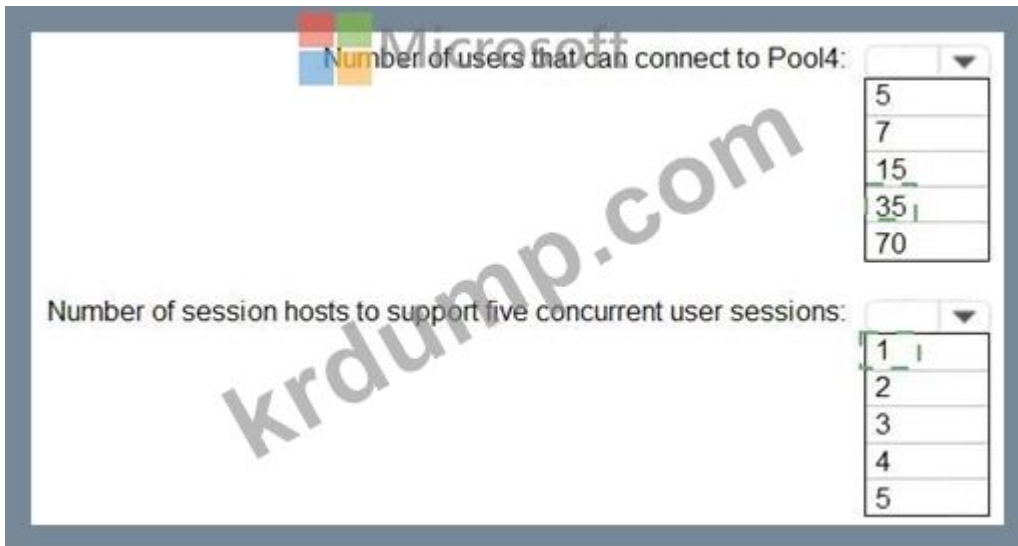 Microsoft
Number of users that can connect to Pool4:
5
7
15
35
70
krdump.com
Number of session hosts to support five concurrent user sessions:
1
2
3
4
5